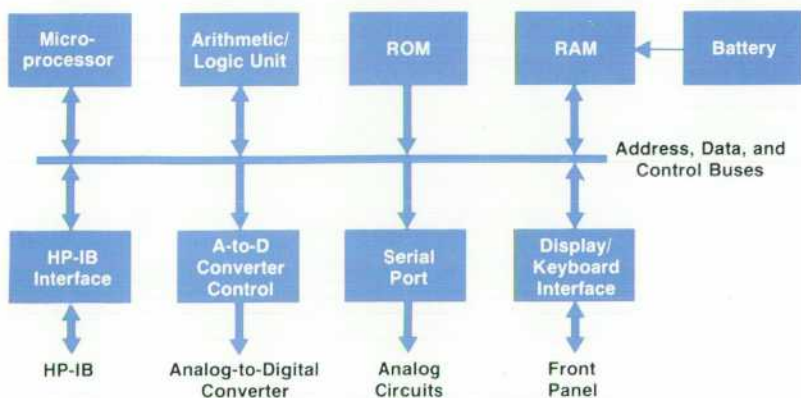 Micro-
processor
Arithmetic/
Logic Unit
ROM
RAM
Battery
Address, Data, and
Control Buses
HP-IB
Interface
A-to-D
Converter
Control
Serial
Port
Display/
Keyboard
Interface
HP-IB
Analog-to-Digital
Converter
Analog
Circuits
Front
Panel